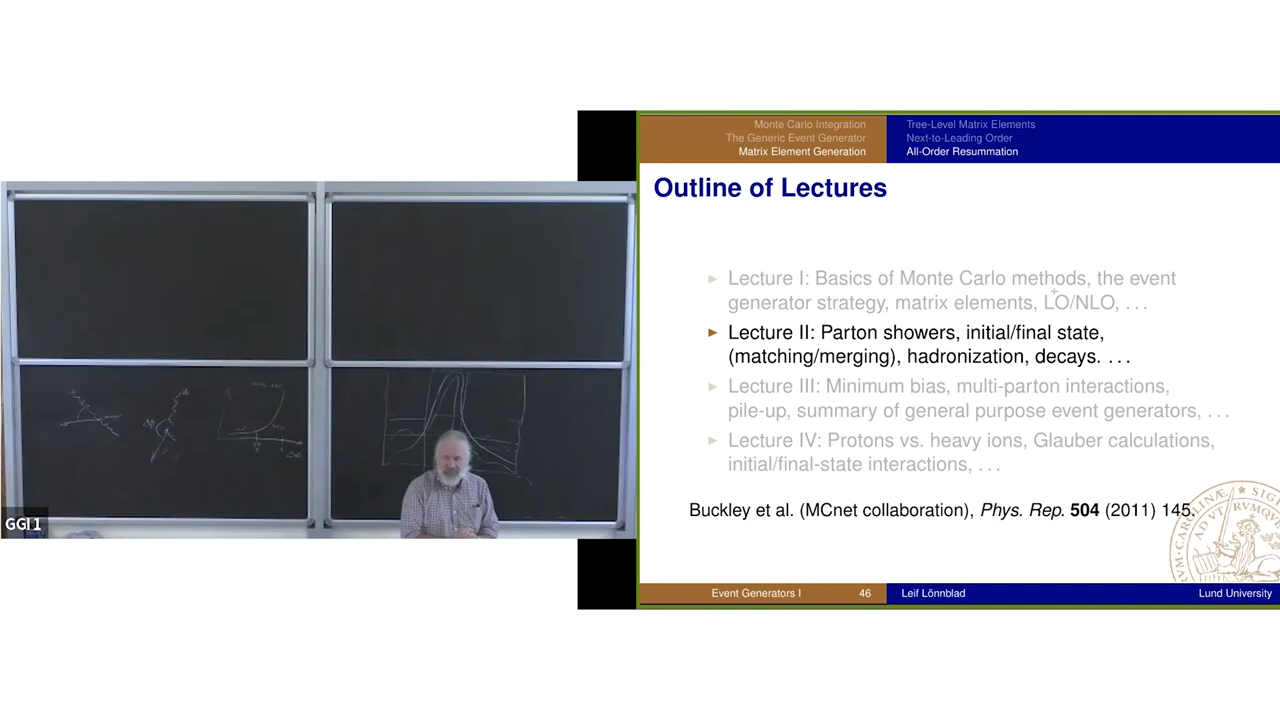 Monte Carlo Integration
The Generic Event Generator
Matrix Element Generation
Tree-Level Matrix Elements
Next-to-Leading Order
All-Order Resummation
Outline of Lectures
► Lecture I: Basics of Monte Carlo methods, the event
generator strategy, matrix elements, LO/NLO, . . .
► Lecture II: Parton showers, initial/final state,
(matching/merging), hadronization, decays. . . .
► Lecture III: Minimum bias, multi-parton interactions,
pile-up, summary of general purpose event generators, . . .
► Lecture IV: Protons vs. heavy ions, Glauber calculations,
initial/final-state interactions, . . .
Buckley et al. (MCnet collaboration), Phys. Rep. 504 (2011) 145.
Event Generators I 46 Leif Lönnblad Lund University
GGI 1